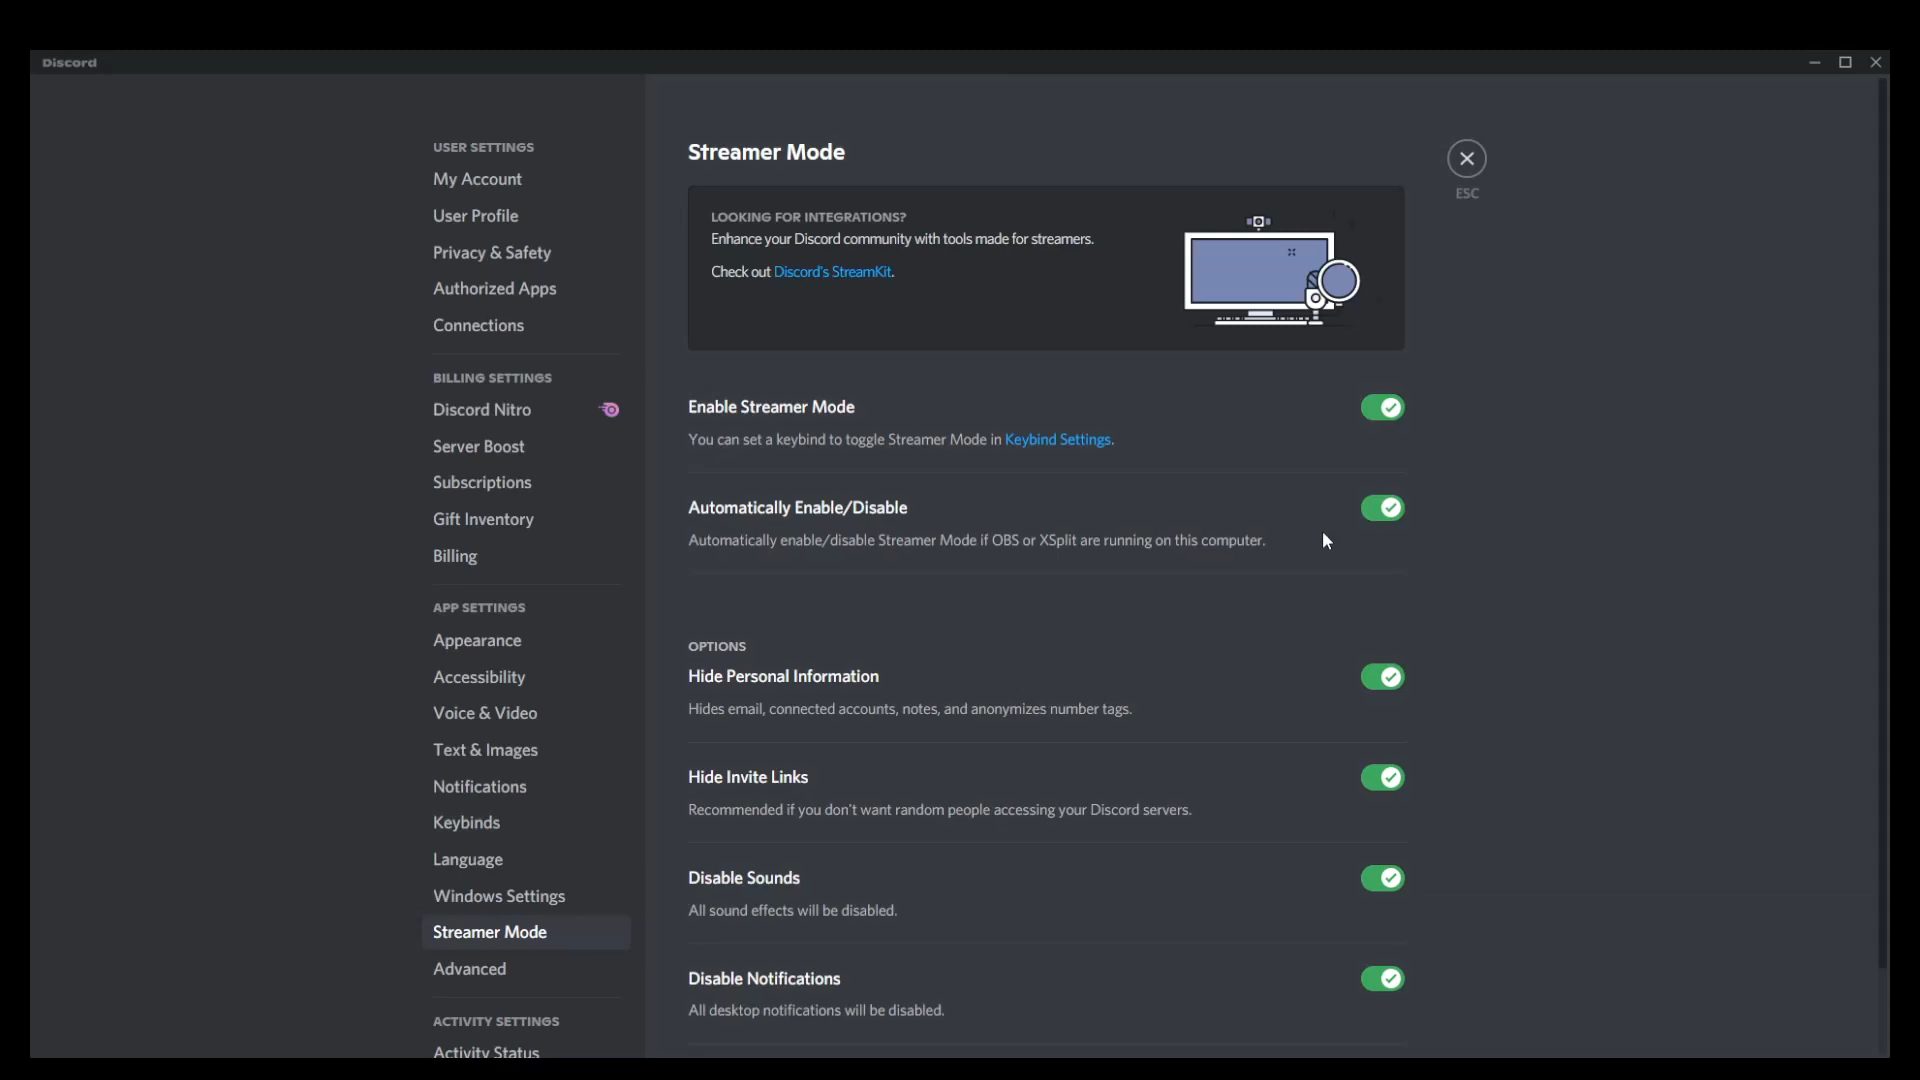 Discord
USER SETTINGS
My Account
User Profile
Privacy & Safety
Authorized Apps
Connections
BILLING SETTINGS
Discord Nitro
Server Boost
Subscriptions
Gift Inventory
Billing
APP SETTINGS
Appearance
Accessibility
Voice & Video
Text & Images
Notifications
Keybinds
Language
Windows Settings
Streamer Mode
Advanced
ACTIVITY SETTINGS
Activity Status
Streamer Mode
ESC
LOOKING FOR INTEGRATIONS?
Enhance your Discord community with tools made for streamers.
Check out Discord's StreamKit.
Enable Streamer Mode
You can set a keybind to toggle Streamer Mode in Keybind Settings.
Automatically Enable/Disable
Automatically enable/disable Streamer Mode if OBS or XSplit are running on this computer.
OPTIONS
Hide Personal Information
Hides email, connected accounts, notes, and anonymizes number tags.
Hide Invite Links
Recommended if you don't want random people accessing your Discord servers.
Disable Sounds
All sound effects will be disabled.
Disable Notifications
All desktop notifications will be disabled.